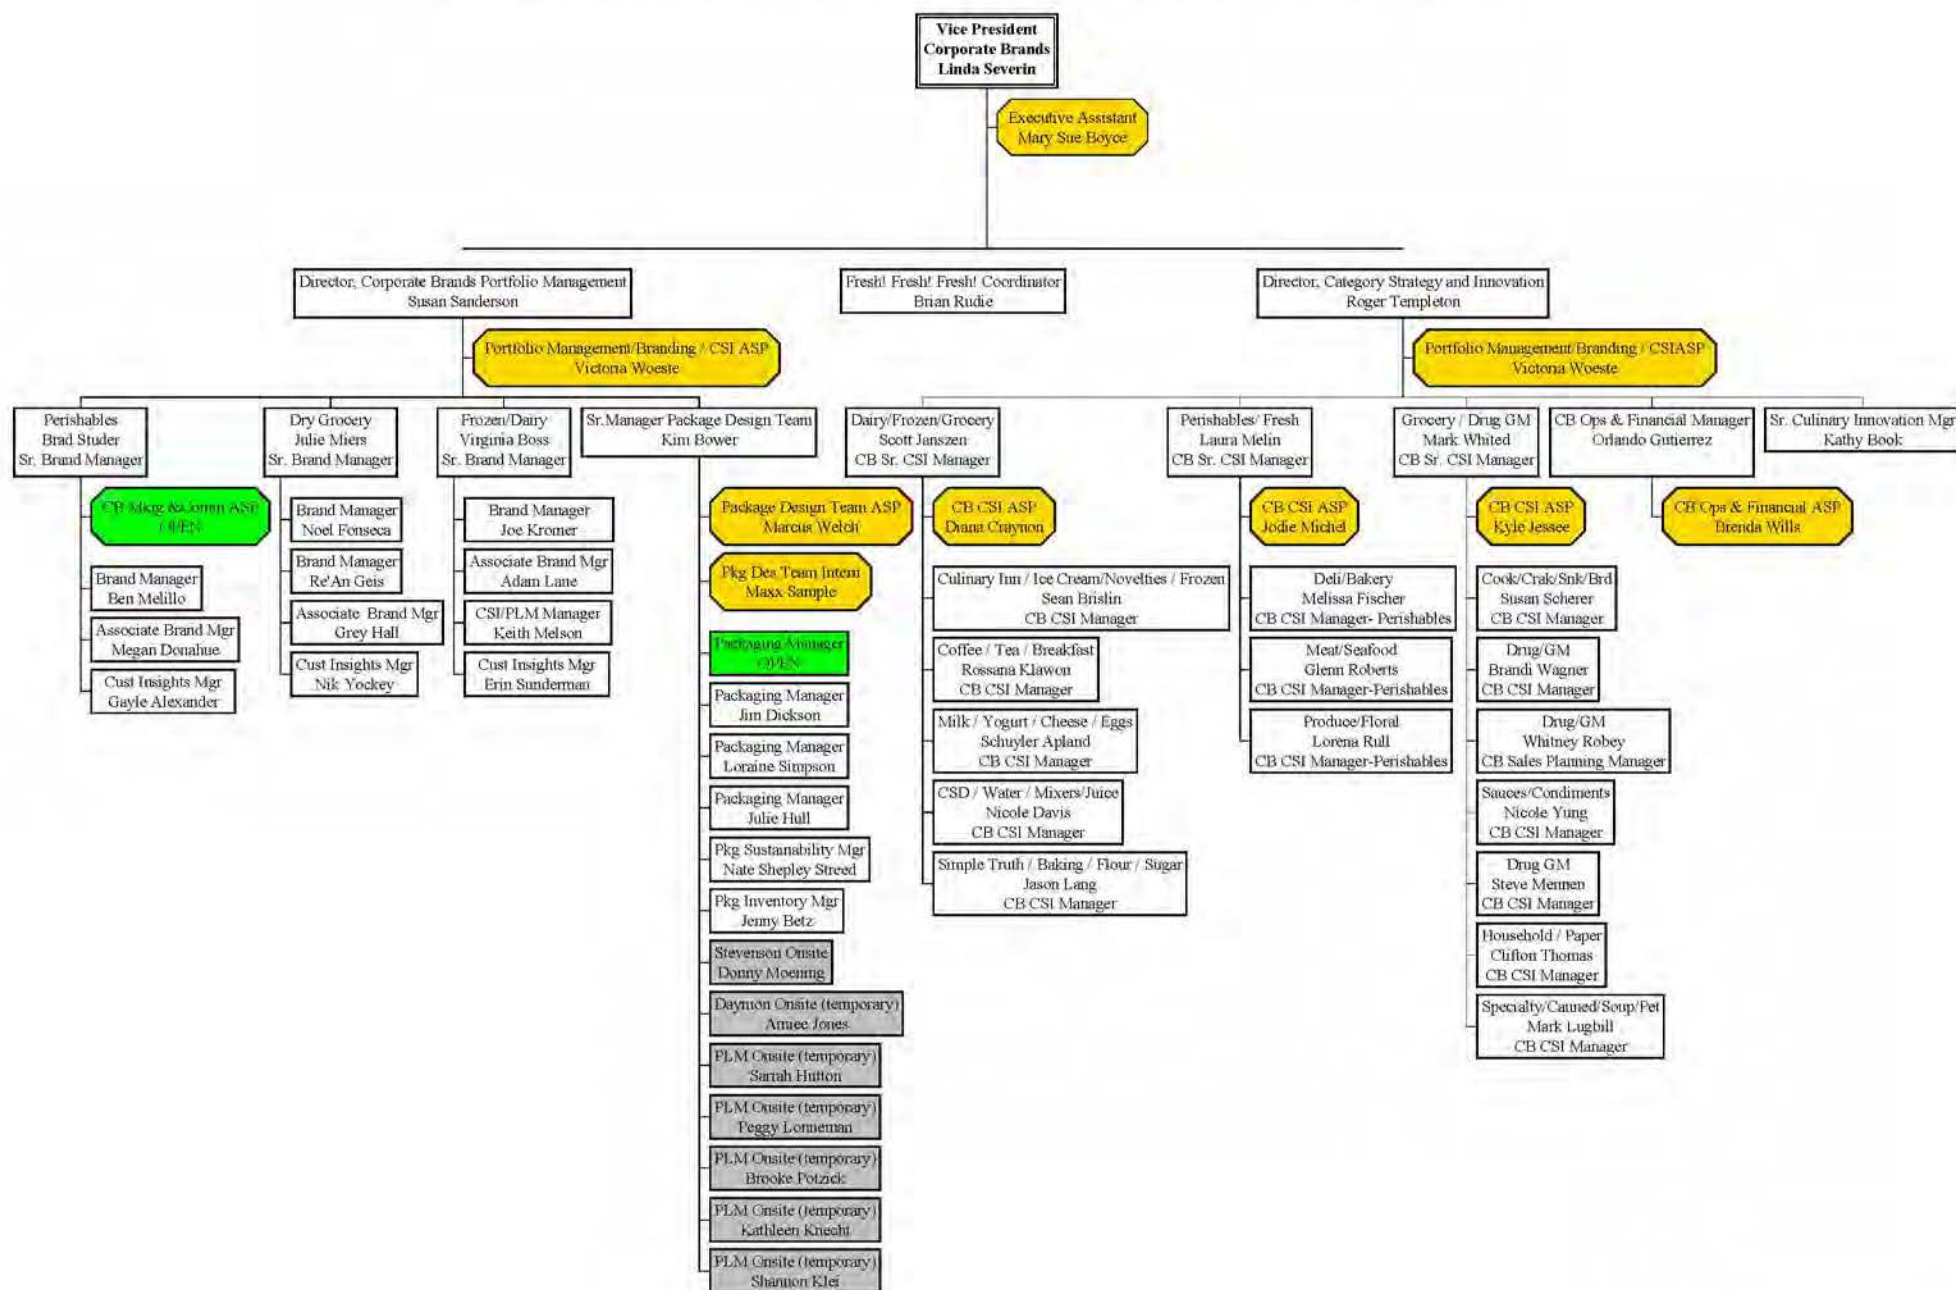 Vice President
Corporate Brands
Linda Severin
Executive Assistant
Mary Sue Boyce
Director, Corporate Brands Portfolio Management
Susan Sanderson
Fresh! Fresh! Fresh! Coordinator
Brian Rudie
Director, Category Strategy and Innovation
Roger Templeton
Portfolio Management/Branding / CSI ASP
Victoria Woeste
Portfolio Management/Branding / CSIASP
Victoria Woeste
Perishables
Brad Studer
Sr. Brand Manager
Dry Grocery
Julie Miers
Sr. Brand Manager
Frozen/Dairy
Virginia Boss
Sr. Brand Manager
Sr.Manager Package Design Team
Kim Bower
Dairy/Frozen/Grocery
Scott Janszen
CB Sr. CSI Manager
Perishables/ Fresh
Laura Melin
CB Sr. CSI Manager
Grocery / Drug GM
Mark Whited
CB Sr. CSI Manager
CB Ops & Financial Manager
Orlando Gutierrez
Sr. Culinary Innovation Mgr
Kathy Book
CB Mktg & Comm ASP
OPEN
Brand Manager
Ben Melillo
Associate Brand Mgr
Megan Donahue
Cust Insights Mgr
Gayle Alexander
Brand Manager
Noel Fonseca
Brand Manager
Re'An Geis
Associate Brand Mgr
Grey Hall
Cust Insights Mgr
Nik Yockey
Brand Manager
Joe Kromer
Associate Brand Mgr
Adam Lane
CSI/PLM Manager
Keith Melson
Cust Insights Mgr
Erin Sunderman
Package Design Team ASP
Marcus Welch
Pkg Des Team Intern
Maxx Sample
Packaging Manager
OPEN
Packaging Manager
Jim Dickson
Packaging Manager
Loraine Simpson
Packaging Manager
Julie Hull
Pkg Sustainability Mgr
Nate Shepley Streed
Pkg Inventory Mgr
Jenny Betz
Stevenson Onsite
Donny Moening
Daymon Onsite (temporary)
Amee Jones
PLM Onsite (temporary)
Sarrah Hutton
PLM Onsite (temporary)
Peggy Lonneman
PLM Onsite (temporary)
Brooke Potzick
PLM Onsite (temporary)
Kathleen Knecht
PLM Onsite (temporary)
Shannon Klei
CB CSI ASP
Diana Craynon
Culinary Inn / Ice Cream/Novelties / Frozen
Sean Brislin
CB CSI Manager
Coffee / Tea / Breakfast
Rossana Klawon
CB CSI Manager
Milk / Yogurt / Cheese / Eggs
Schuyler Apland
CB CSI Manager
CSD / Water / Mixers/Juice
Nicole Davis
CB CSI Manager
Simple Truth / Baking / Flour / Sugar
Jason Lang
CB CSI Manager
CB CSI ASP
Jodie Michel
Deli/Bakery
Melissa Fischer
CB CSI Manager- Perishables
Meat/Seafood
Glenn Roberts
CB CSI Manager-Perishables
Produce/Floral
Lorena Rull
CB CSI Manager-Perishables
CB CSI ASP
Kyle Jessee
Cook/Crak/Snk/Brd
Susan Scherer
CB CSI Manager
Drug/GM
Brandi Wagner
CB CSI Manager
Drug/GM
Whitney Robey
CB Sales Planning Manager
Sauces/Condiments
Nicole Yung
CB CSI Manager
Drug GM
Steve Mennen
CB CSI Manager
Household / Paper
Clifton Thomas
CB CSI Manager
Specialty/Canned/Soup/Pet
Mark Lugbill
CB CSI Manager
CB Ops & Financial ASP
Brenda Wills